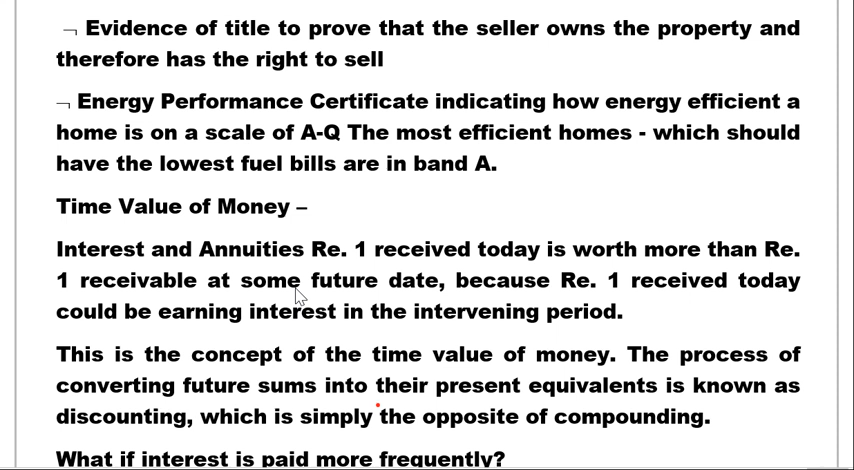 ¬ Evidence of title to prove that the seller owns the property and
therefore has the right to sell
¬ Energy Performance Certificate indicating how energy efficient a
home is on a scale of A-Q The most efficient homes - which should
have the lowest fuel bills are in band A.
Time Value of Money –
Interest and Annuities Re. 1 received today is worth more than Re.
1 receivable at some future date, because Re. 1 received today
could be earning interest in the intervening period.
This is the concept of the time value of money. The process of
converting future sums into their present equivalents is known as
discounting, which is simply the opposite of compounding.
What if interest is paid more frequently?